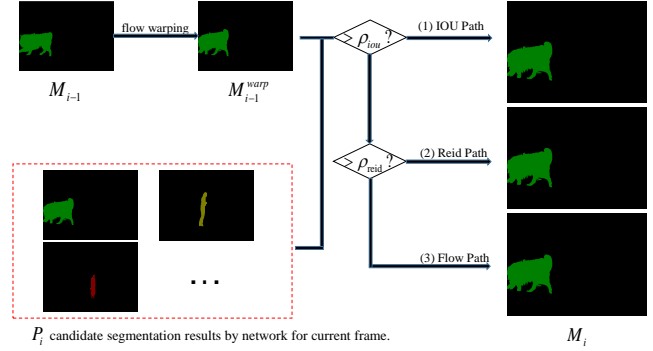 flow warping
> ρ_iou ?
(1) IOU Path
M_{i-1}
M_{i-1}^{warp}
> ρ_reid ?
(2) Reid Path
(3) Flow Path
...
P_i candidate segmentation results by network for current frame.
M_i